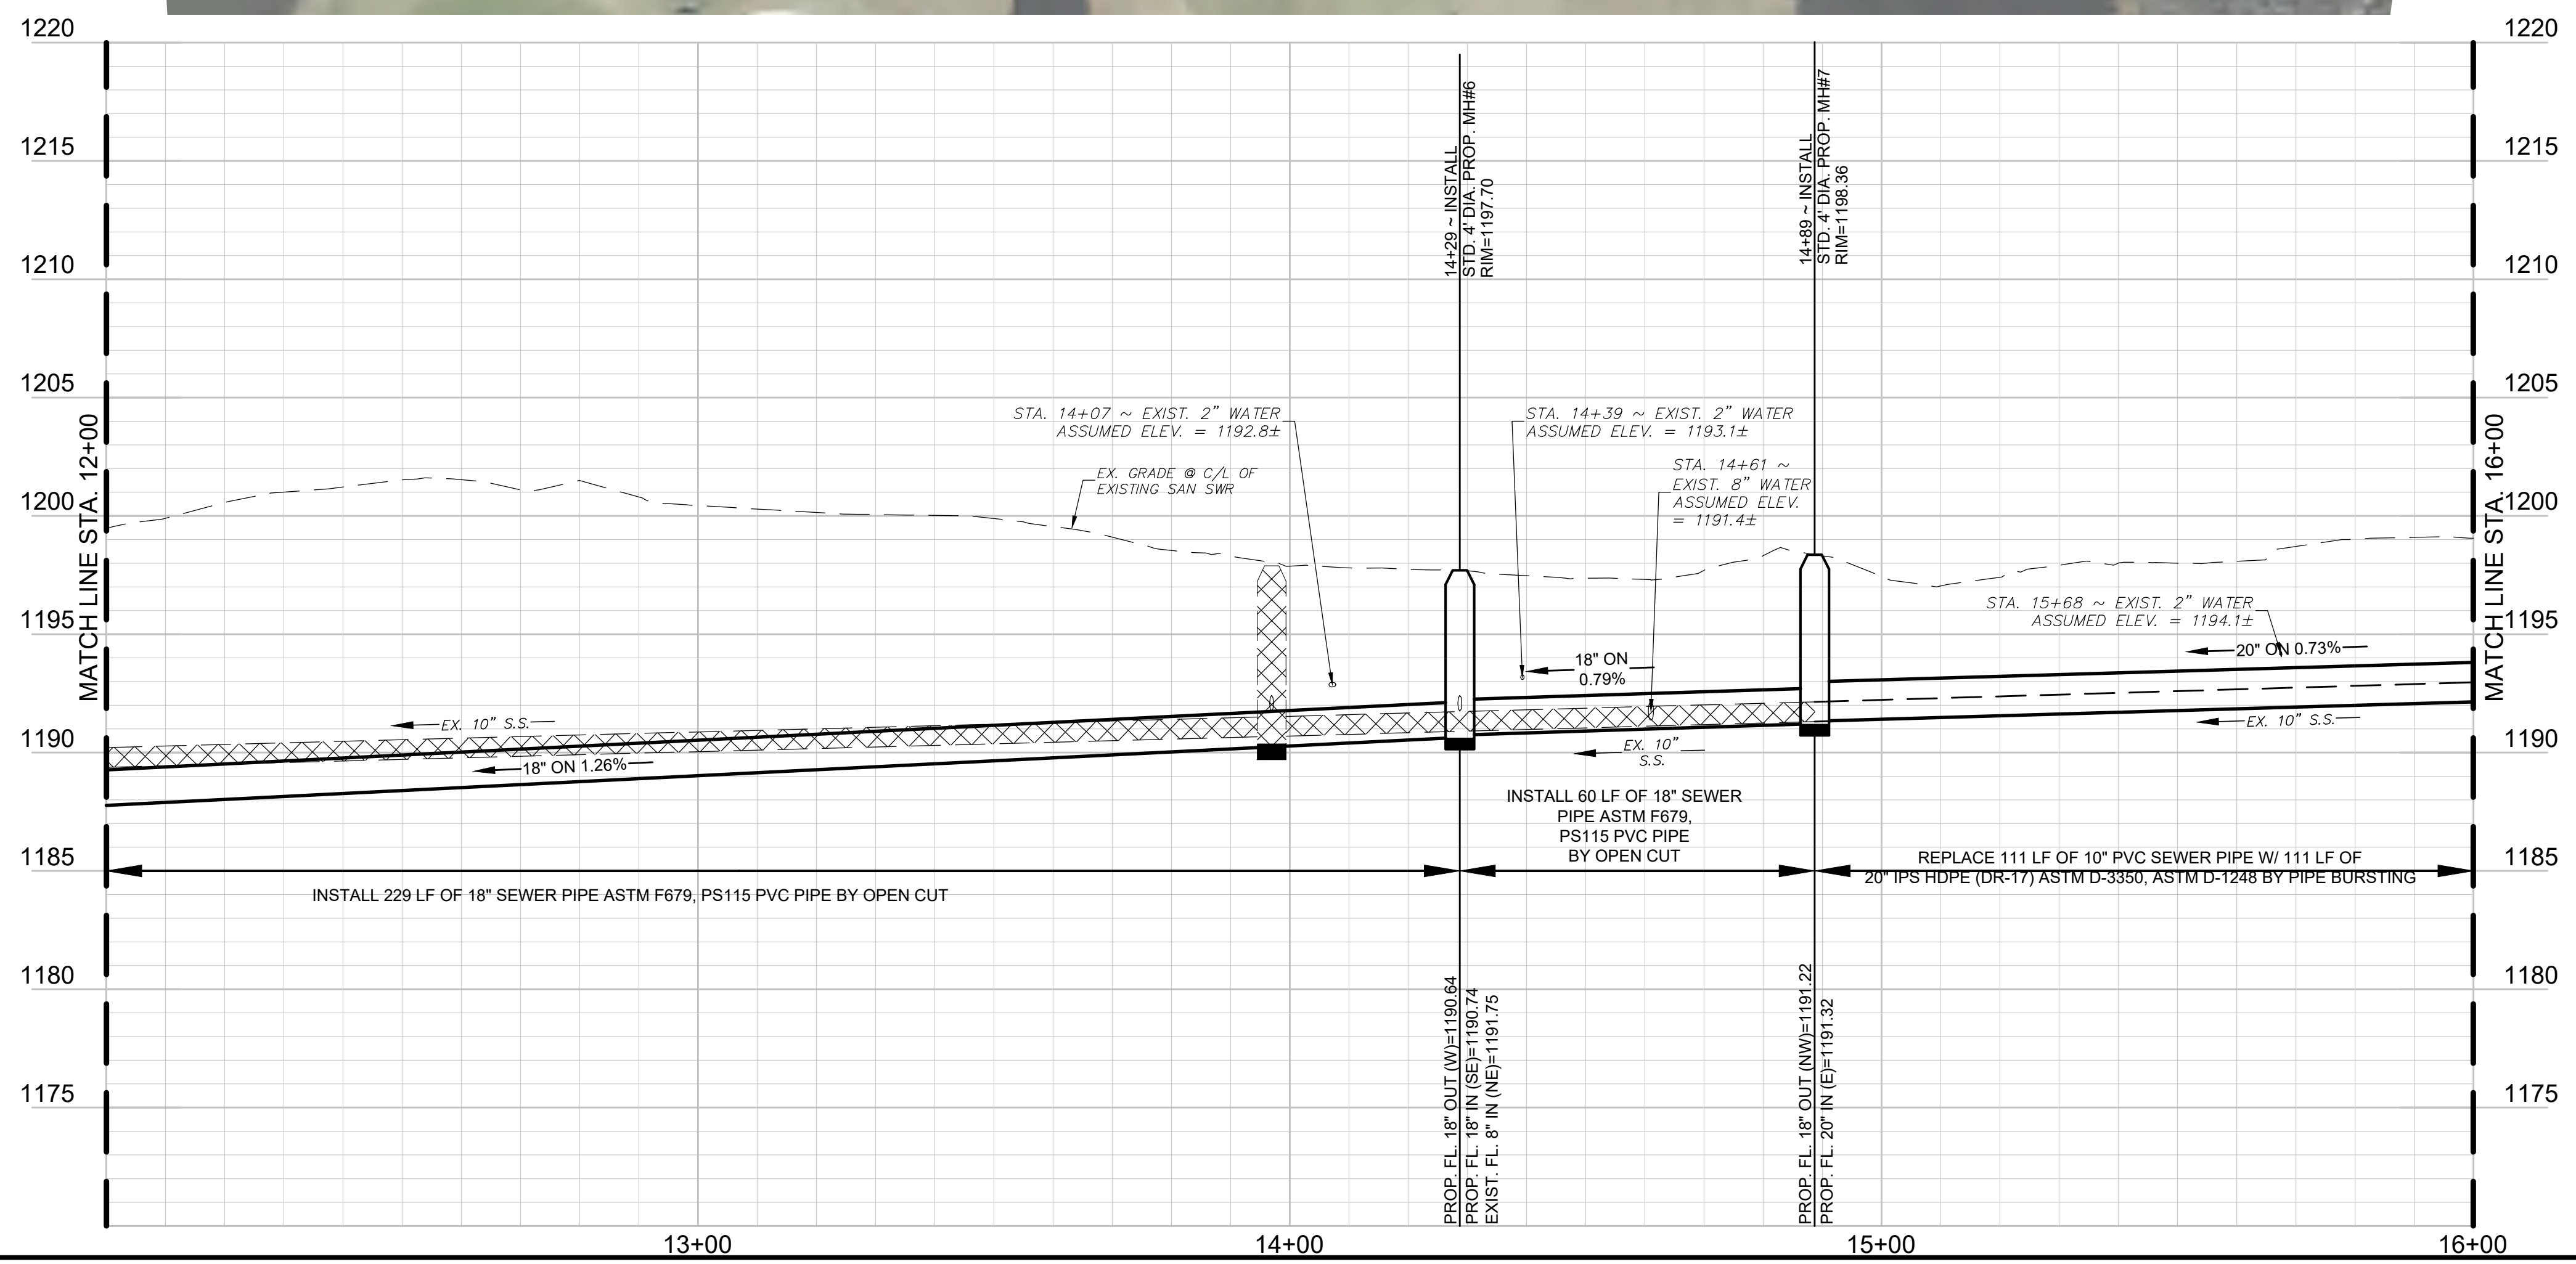 1220
1220
1215
1215
1210
1210
1205
1205
1200
1200
1195
1195
1190
1190
1185
1185
1180
1180
1175
1175
MATCH LINE STA. 12+00
MATCH LINE STA. 16+00
14+29 ~ INSTALL
STD. 4' DIA. PROP. MH#6
RIM=1197.70
14+89 ~ INSTALL
STD. 4' DIA. PROP. MH#7
RIM=1198.36
STA. 14+07 ~ EXIST. 2" WATER
ASSUMED ELEV. = 1192.8±
EX. GRADE @ C/L OF
EXISTING SAN SWR
STA. 14+39 ~ EXIST. 2" WATER
ASSUMED ELEV. = 1193.1±
STA. 14+61 ~
EXIST. 8" WATER
ASSUMED ELEV.
= 1191.4±
STA. 15+68 ~ EXIST. 2" WATER
ASSUMED ELEV. = 1194.1±
20" ON 0.73%
18" ON
0.79%
EX. 10" S.S.
18" ON 1.26%
EX. 10"
S.S.
EX. 10" S.S.
INSTALL 229 LF OF 18" SEWER PIPE ASTM F679, PS115 PVC PIPE BY OPEN CUT
INSTALL 60 LF OF 18" SEWER
PIPE ASTM F679,
PS115 PVC PIPE
BY OPEN CUT
REPLACE 111 LF OF 10" PVC SEWER PIPE W/ 111 LF OF
20" IPS HDPE (DR-17) ASTM D-3350, ASTM D-1248 BY PIPE BURSTING
PROP. FL. 18" OUT (W)=1190.64
PROP. FL. 18" IN (SE)=1190.74
EXIST. FL. 8" IN (NE)=1191.75
PROP. FL. 18" OUT (NW)=1191.22
PROP. FL. 20" IN (E)=1191.32
13+00
14+00
15+00
16+00